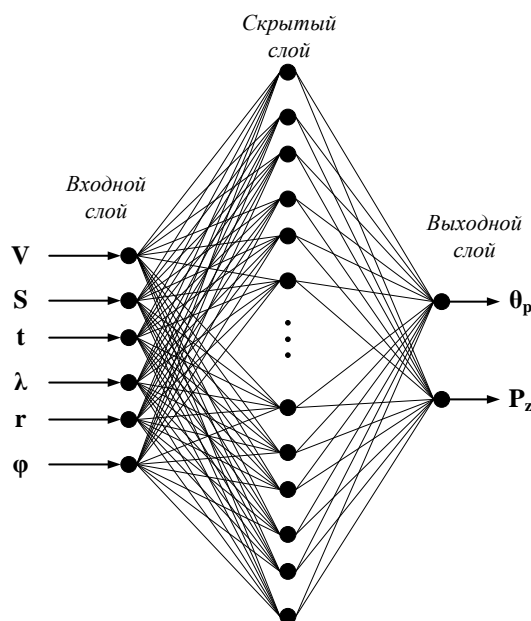 Скрытый
слой
Входной
слой
Выходной
слой
V
S
t
λ
r
φ
θp
Pz